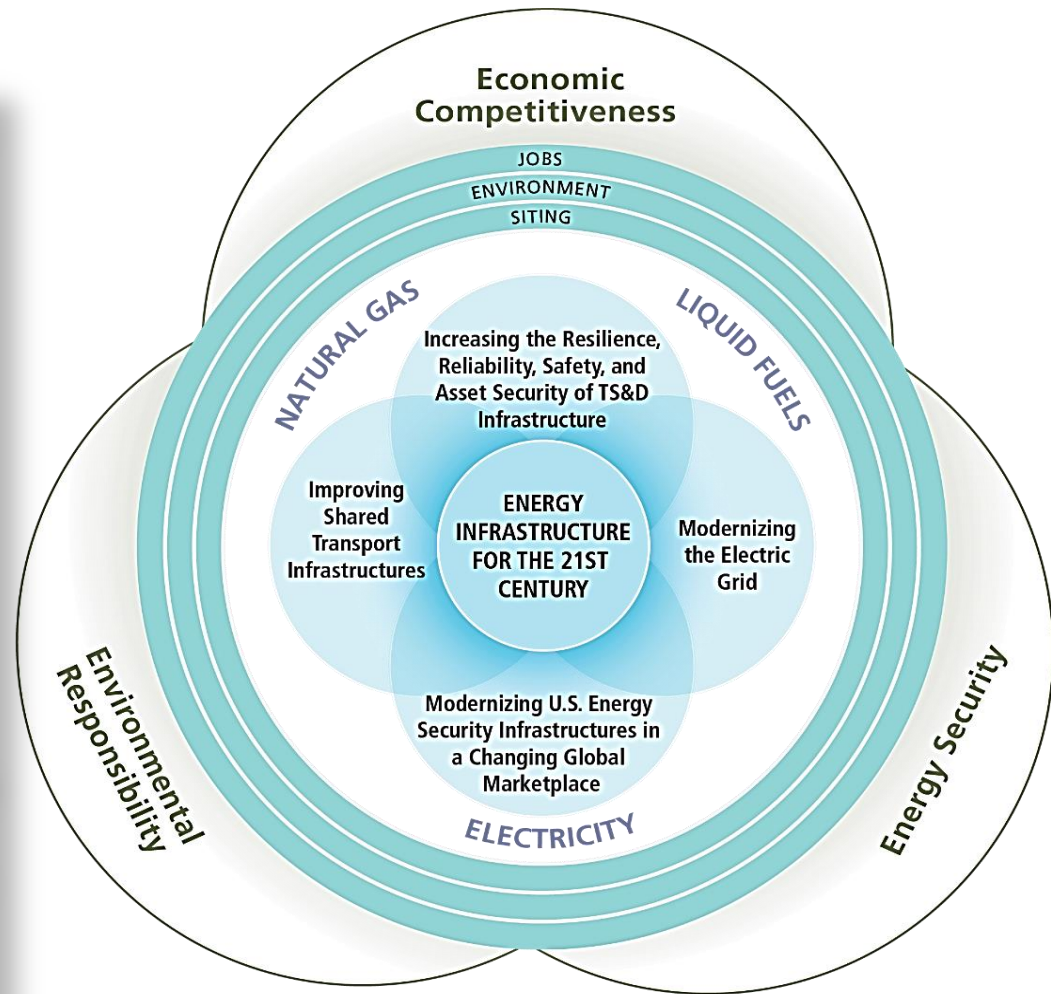 Economic
Competitiveness
JOBS
ENVIRONMENT
SITING
NATURAL GAS
LIQUID FUELS
Increasing the Resilience,
Reliability, Safety, and
Asset Security of TS&D
Infrastructure
Improving
Shared
Transport
Infrastructures
ENERGY
INFRASTRUCTURE
FOR THE 21ST
CENTURY
Modernizing
the Electric
Grid
Modernizing U.S. Energy
Security Infrastructures in
a Changing Global
Marketplace
ELECTRICITY
Environmental
Responsibility
Energy Security